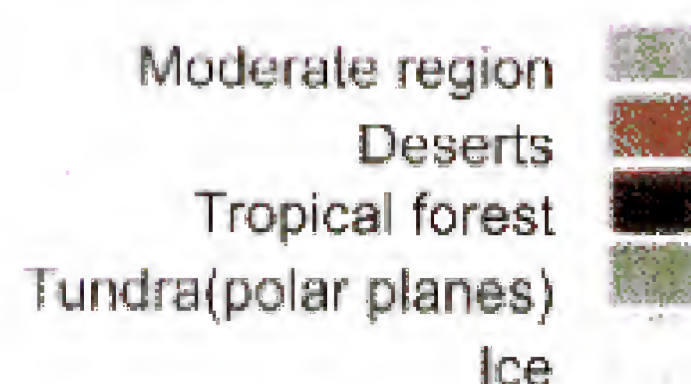 Moderate region
Deserts
Tropical forest
Tundra(polar planes)
Ice